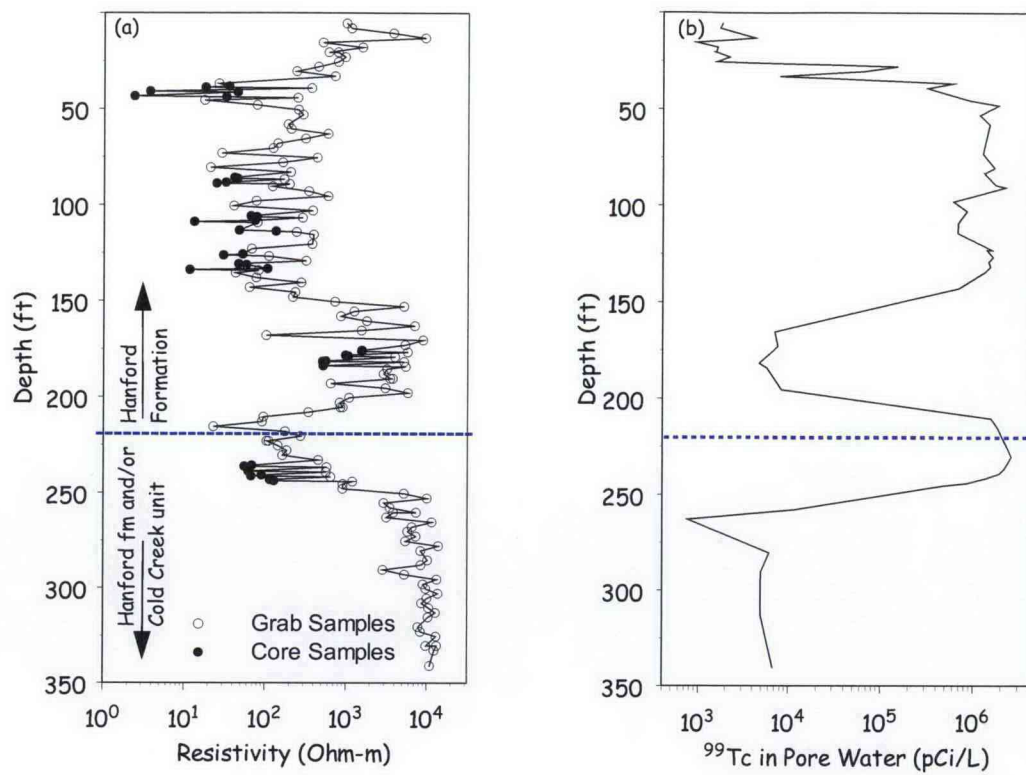 (a)
50
100
150
200
250
300
350
Depth (ft)
Hanford
Formation
Hanford fm and/or
Cold Creek unit
Grab Samples
Core Samples
10⁰ 10¹ 10² 10³ 10⁴
Resistivity (Ohm-m)
(b)
50
100
150
200
250
300
350
Depth (ft)
10³ 10⁴ 10⁵ 10⁶
⁹⁹Tc in Pore Water (pCi/L)